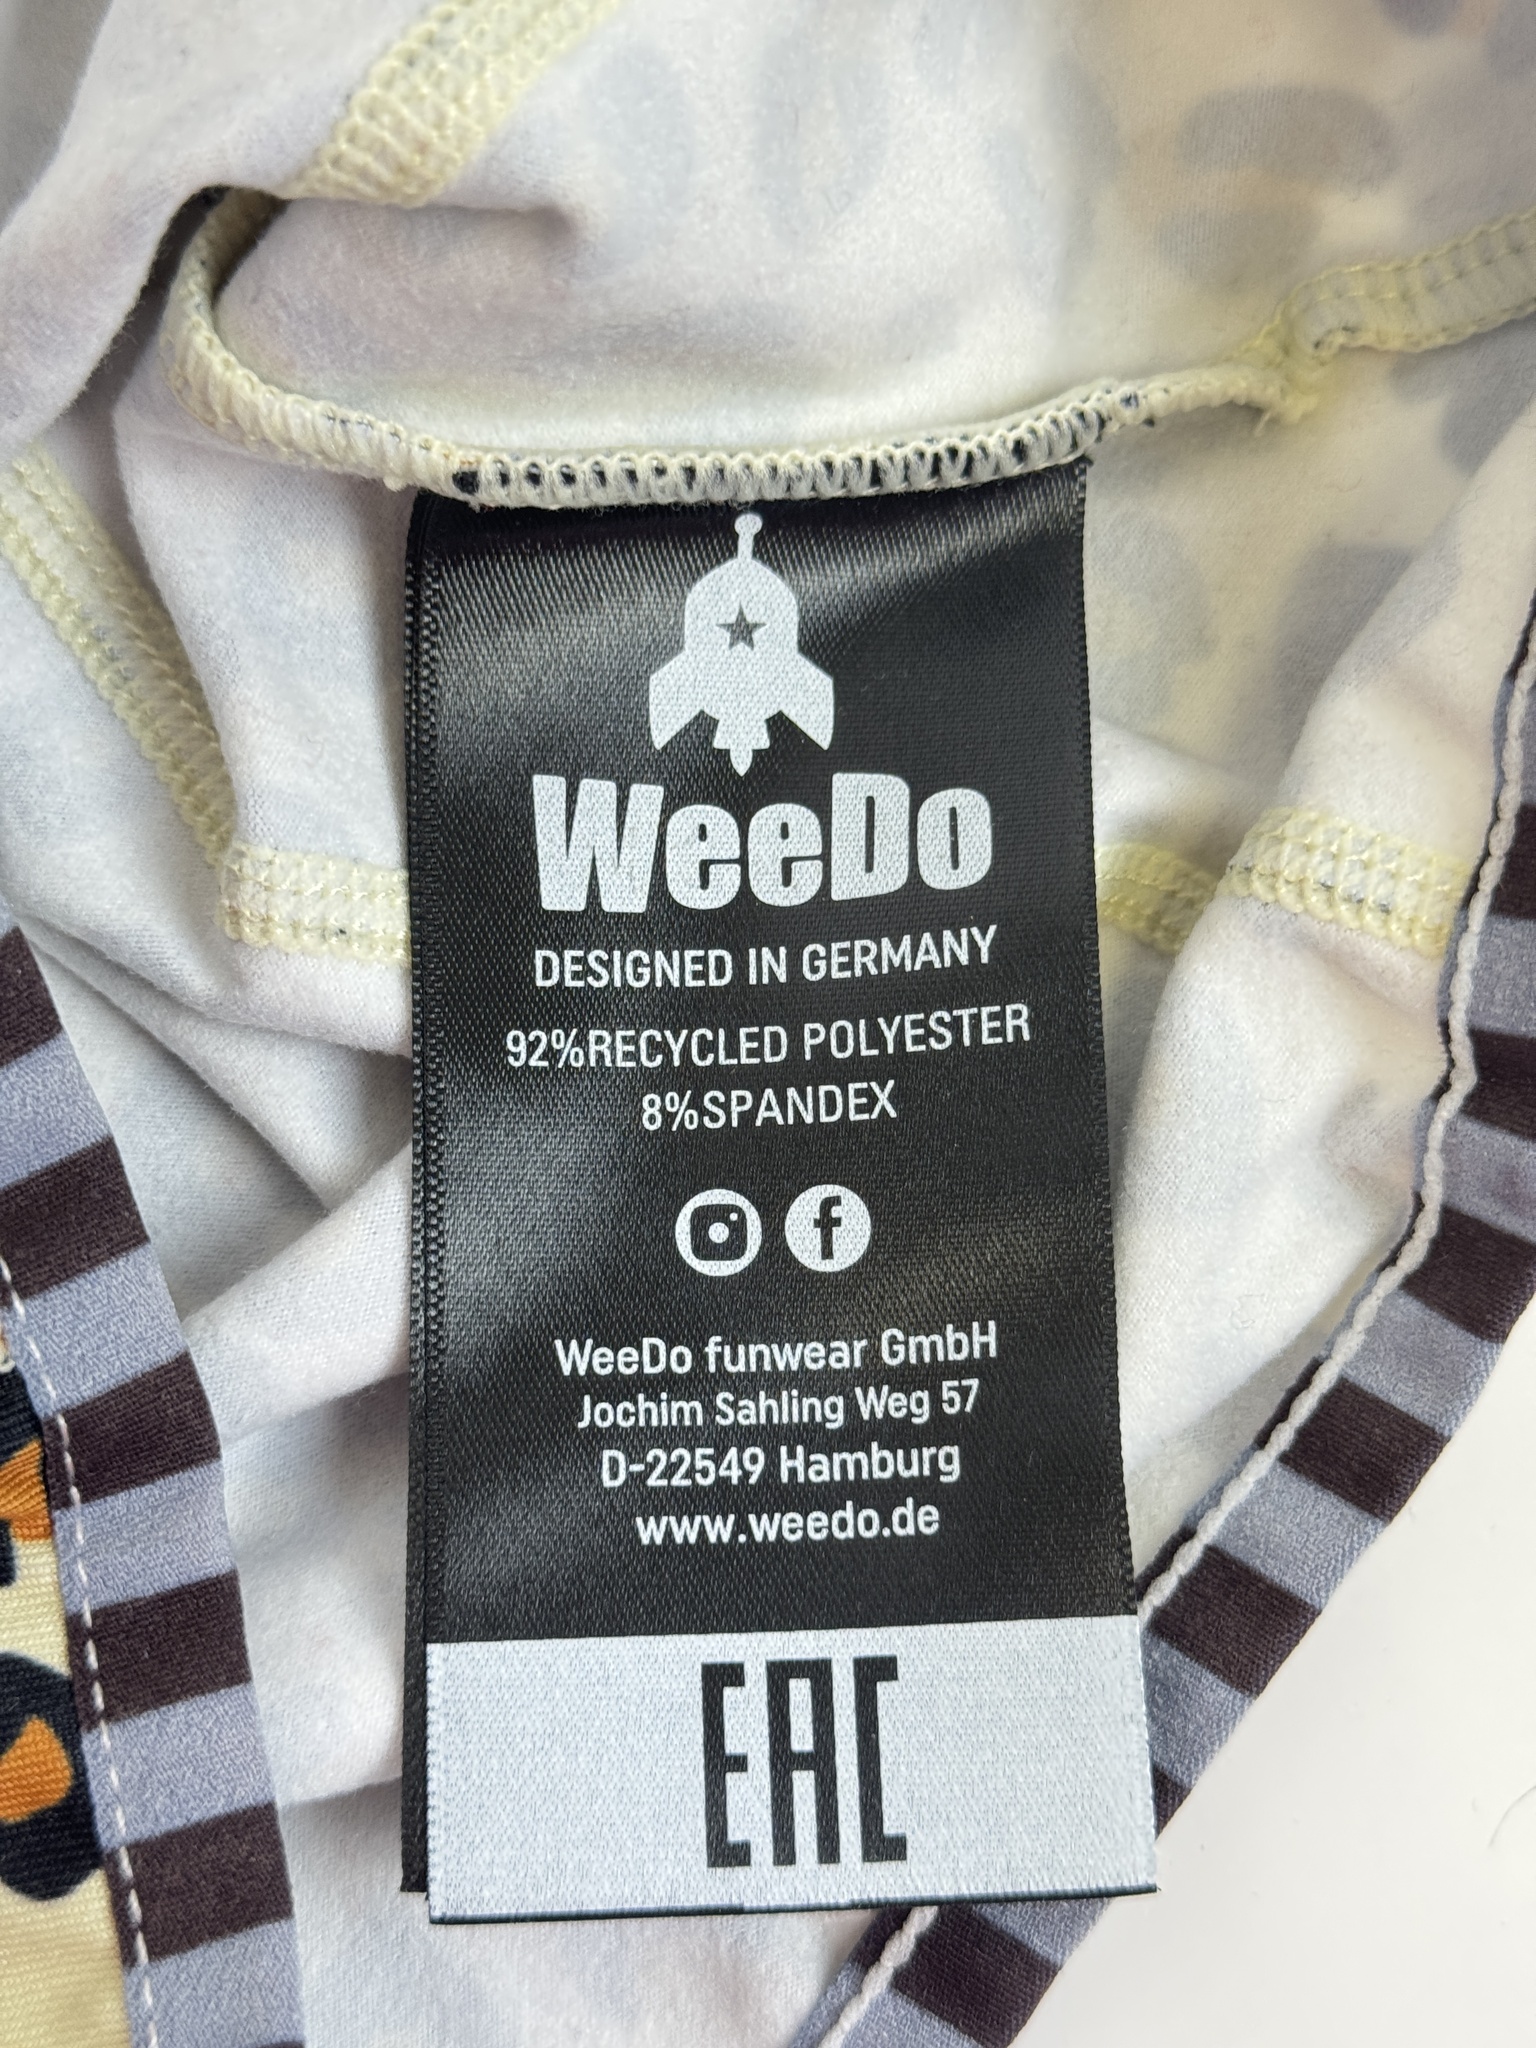 WeeDo
DESIGNED IN GERMANY
92%RECYCLED POLYESTER
8%SPANDEX
f
WeeDo funwear GmbH
Jochim Sahling Weg 57
D-22549 Hamburg
www.weedo.de
EAC